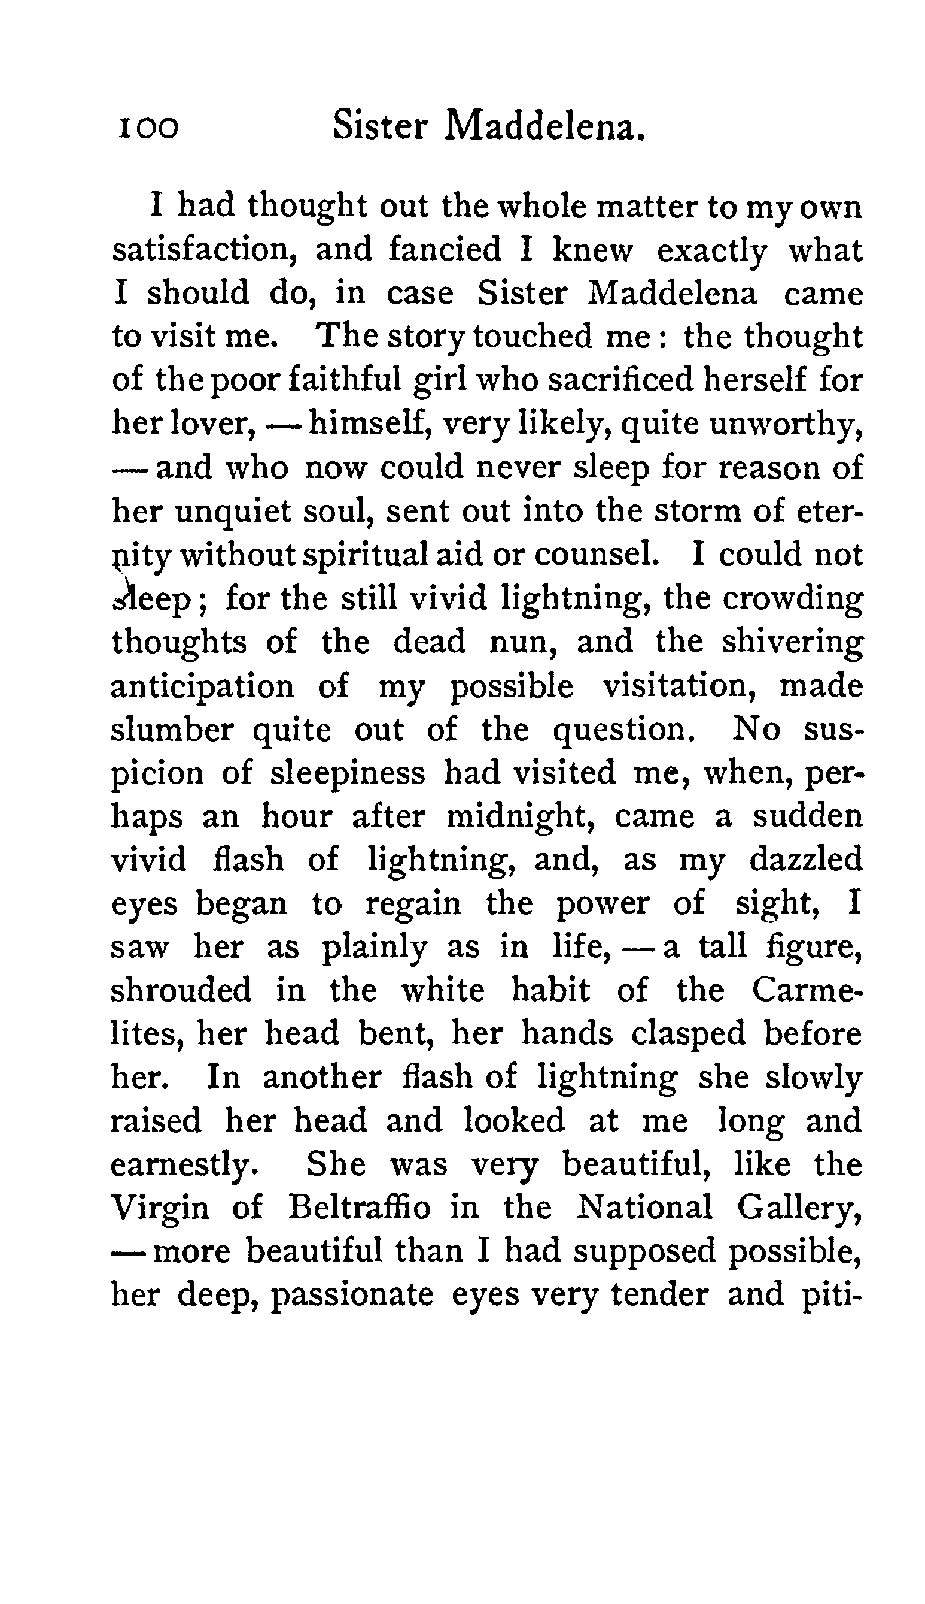 100 Sister Maddelena.
I had thought out the whole matter to my own
satisfaction, and fancied I knew exactly what
I should do, in case Sister Maddelena came
to visit me. The story touched me : the thought
of the poor faithful girl who sacrificed herself for
her lover, — himself, very likely, quite unworthy,
— and who now could never sleep for reason of
her unquiet soul, sent out into the storm of eter-
nity without spiritual aid or counsel. I could not
sleep ; for the still vivid lightning, the crowding
thoughts of the dead nun, and the shivering
anticipation of my possible visitation, made
slumber quite out of the question. No sus-
picion of sleepiness had visited me, when, per-
haps an hour after midnight, came a sudden
vivid flash of lightning, and, as my dazzled
eyes began to regain the power of sight, I
saw her as plainly as in life, — a tall figure,
shrouded in the white habit of the Carme-
lites, her head bent, her hands clasped before
her. In another flash of lightning she slowly
raised her head and looked at me long and
earnestly. She was very beautiful, like the
Virgin of Beltraffio in the National Gallery,
— more beautiful than I had supposed possible,
her deep, passionate eyes very tender and piti-